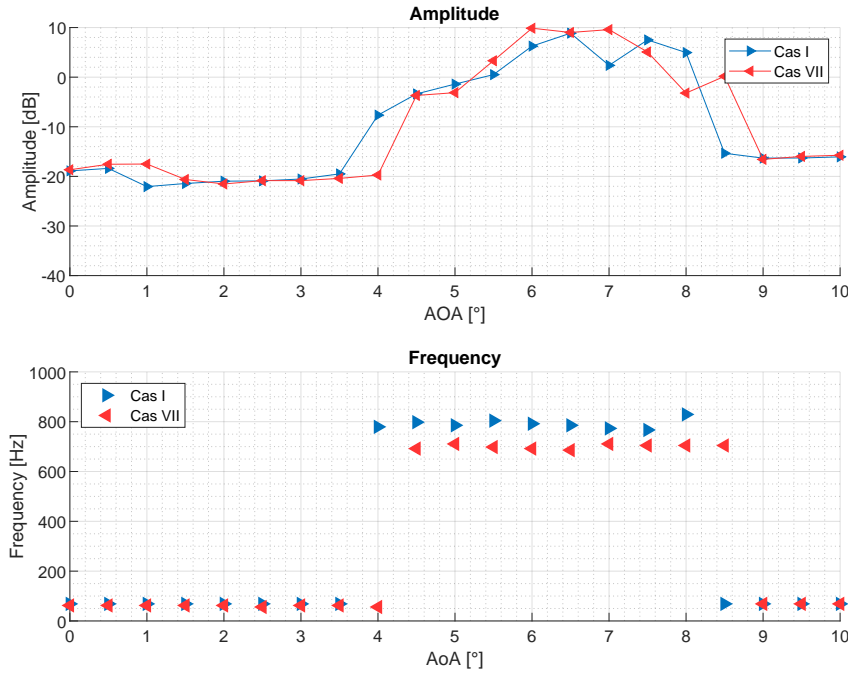 Amplitude
Amplitude [dB]
10
0
-10
-20
-30
-40
Cas I
Cas VII
0 1 2 3 4 5 6 7 8 9 10
AOA [°]
Frequency
Frequency [Hz]
1000
800
600
400
200
0
Cas I
Cas VII
0 1 2 3 4 5 6 7 8 9 10
AoA [°]